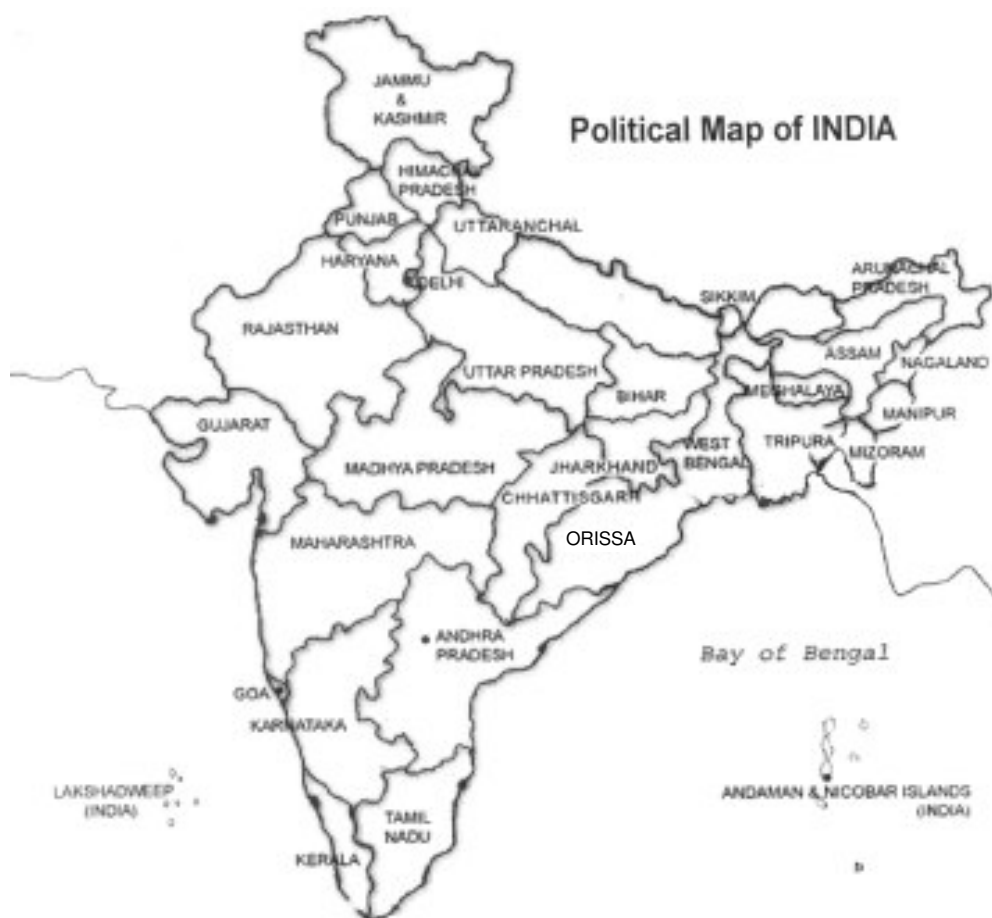 JAMMU
&
KASHMIR
Political Map of INDIA
HIMACHAL
PRADESH
PUNJAB
UTTARANCHAL
HARYANA
DELHI
ARUNACHAL
PRADESH
SIKKIM
RAJASTHAN
ASSAM
NAGALAND
UTTAR PRADESH
BIHAR
MEGHALAYA
GUJARAT
MANIPUR
TRIPURA
MIZORAM
WEST
BENGAL
MADHYA PRADESH
JHARKHAND
CHHATTISGARH
ORISSA
MAHARASHTRA
ANDHRA
PRADESH
Bay of Bengal
GOA
KARNATAKA
LAKSHADWEEP
(INDIA)
ANDAMAN & NICOBAR ISLANDS
(INDIA)
TAMIL
NADU
KERALA